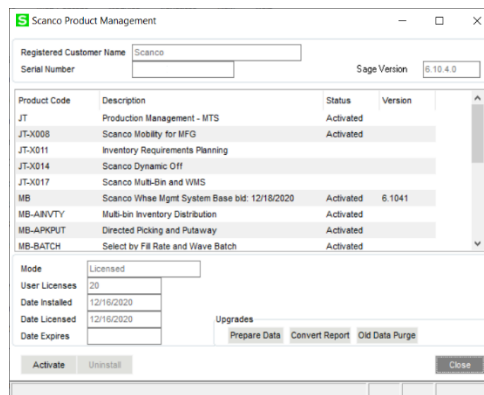 Scanco Product Management
Registered Customer Name Scanco
Serial Number Sage Version 6.10.4.0
Product Code Description Status Version
JT Production Management - MTS Activated
JT-X008 Scanco Mobility for MFG Activated
JT-X011 Inventory Requirements Planning
JT-X014 Scanco Dynamic Off
JT-X017 Scanco Multi-Bin and WMS
MB Scanco Whse Mgmt System Base bld: 12/18/2020 Activated 6.1041
MB-AINVTY Multi-bin Inventory Distribution Activated
MB-APKPUT Directed Picking and Putaway Activated
MB-BATCH Select by Fill Rate and Wave Batch Activated
Mode Licensed
User Licenses 20
Date Installed 12/16/2020
Date Licensed 12/16/2020 Upgrades
Date Expires Prepare Data Convert Report Old Data Purge
Activate Uninstall Close